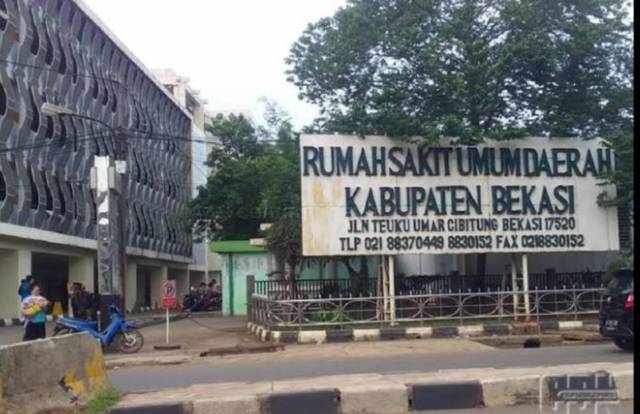 RUMAH SAKIT UMUM DAERAH
KABUPATEN BEKASI
JLN TEUKU UMAR CIBITUNG BEKASI 17520
TLP 021 88370449 8830152 FAX 0218830152